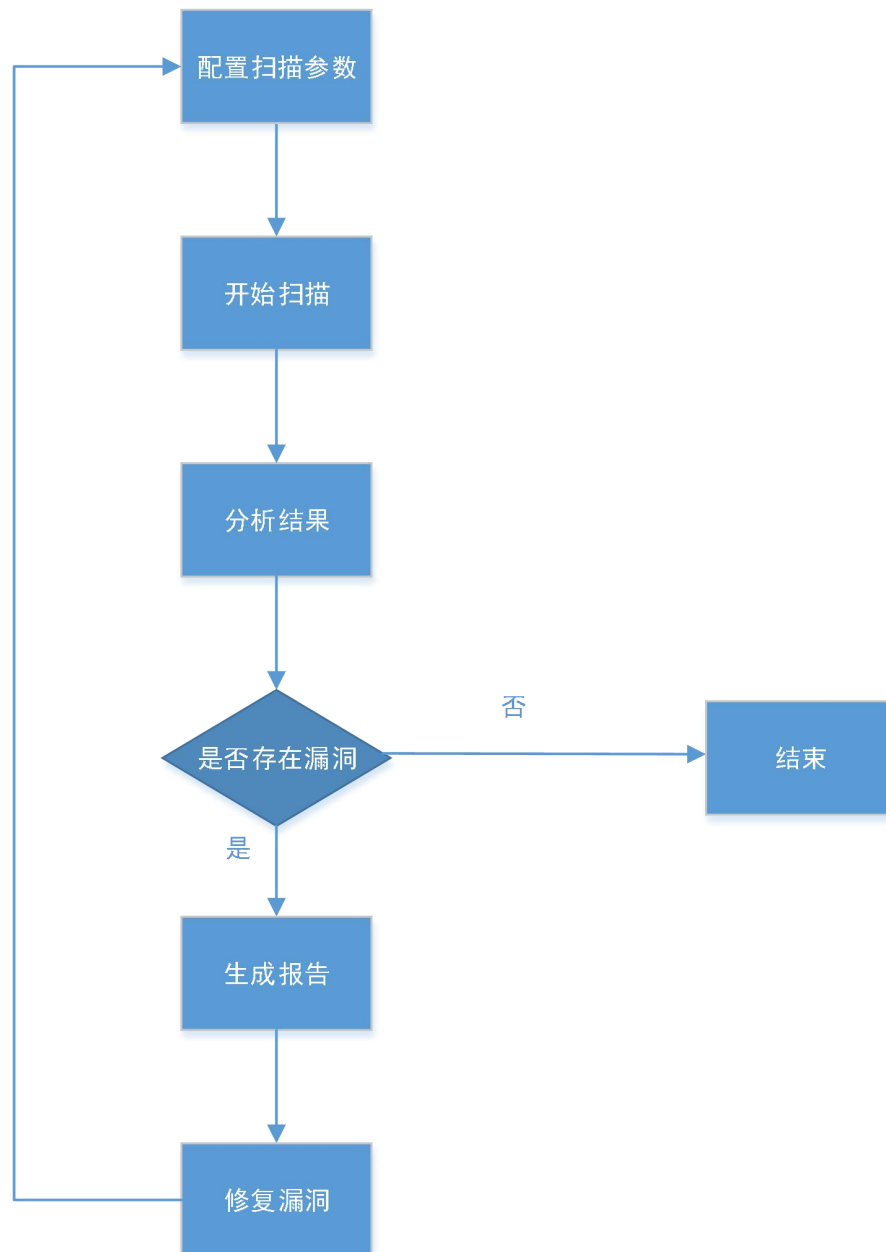 配置扫描参数
开始扫描
分析结果
否
是否存在漏洞
结束
是
生成报告
修复漏洞